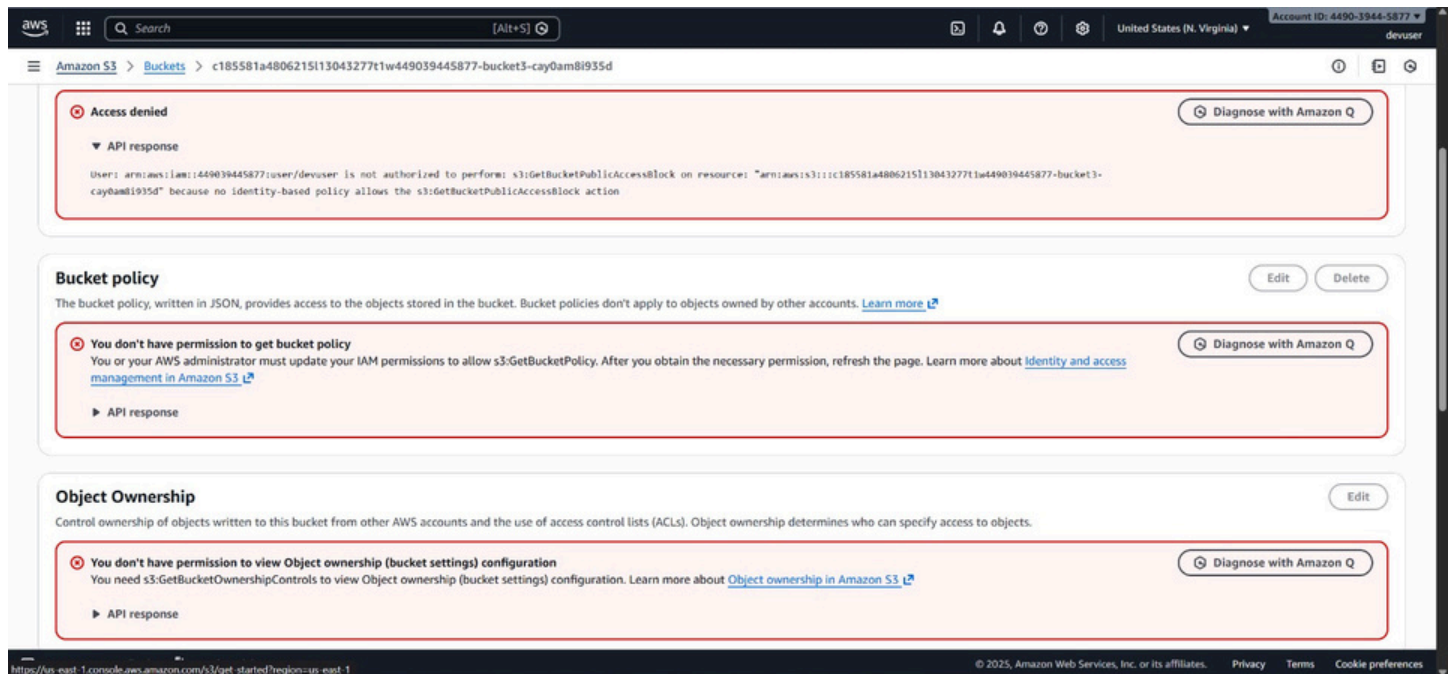 aws
Search [Alt+S] United States (N. Virginia) ▼ Account ID: 4490-3944-5877 ▼
devuser
Amazon S3 > Buckets > c185581a4806215l13043277t1w449039445877-bucket3-cay0am8i935d
Access denied Diagnose with Amazon Q
▼ API response
User: arn:aws:iam::449039445877:user/devuser is not authorized to perform: s3:GetBucketPublicAccessBlock on resource: "arn:aws:s3:::c185581a4806215l13043277t1w449039445877-bucket3-
cay0am8i935d" because no identity-based policy allows the s3:GetBucketPublicAccessBlock action
Bucket policy Edit Delete
The bucket policy, written in JSON, provides access to the objects stored in the bucket. Bucket policies don't apply to objects owned by other accounts. Learn more
You don't have permission to get bucket policy Diagnose with Amazon Q
You or your AWS administrator must update your IAM permissions to allow s3:GetBucketPolicy. After you obtain the necessary permission, refresh the page. Learn more about Identity and access
management in Amazon S3
▶ API response
Object Ownership Edit
Control ownership of objects written to this bucket from other AWS accounts and the use of access control lists (ACLs). Object ownership determines who can specify access to objects.
You don't have permission to view Object ownership (bucket settings) configuration Diagnose with Amazon Q
You need s3:GetBucketOwnershipControls to view Object ownership (bucket settings) configuration. Learn more about Object ownership in Amazon S3
▶ API response
https://us-east-1.console.aws.amazon.com/s3/get-started?region=us-east-1 © 2025, Amazon Web Services, Inc. or its affiliates. Privacy Terms Cookie preferences